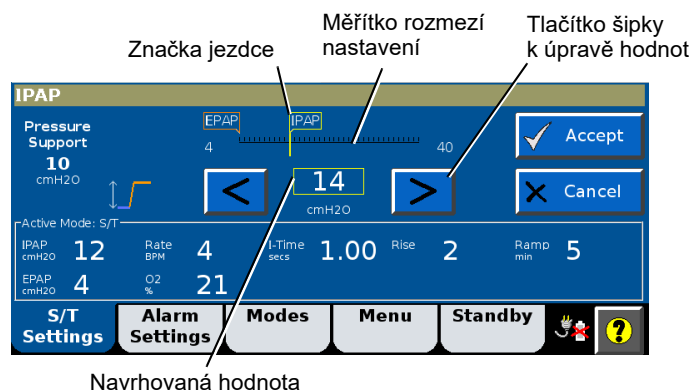 Měřítko rozmezí
nastavení
Tlačítko šipky
k úpravě hodnot
Značka jezdce
IPAP
Pressure
Support
10
cmH2O
EPAP
IPAP
4
40
Accept
<
14
>
cmH2O
Cancel
Active Mode: S/T
IPAP
cmH2O
12
Rate
BPM
4
I-Time
secs
1.00
Rise
2
Ramp
min
5
EPAP
cmH2O
4
O2
%
21
S/T
Settings
Alarm
Settings
Modes
Menu
Standby
?
Navrhovaná hodnota